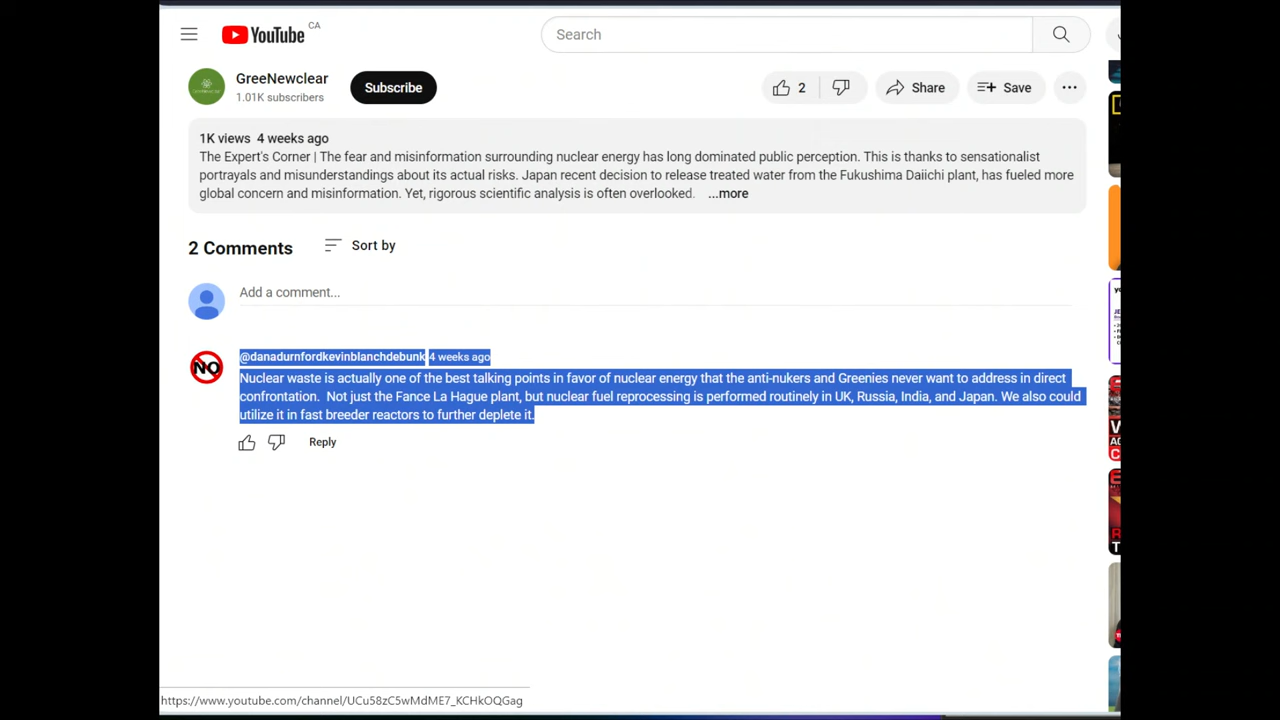 YouTube CA
Search
GreeNewclear
1.01K subscribers
Subscribe
2
Share
Save
1K views 4 weeks ago
The Expert's Corner | The fear and misinformation surrounding nuclear energy has long dominated public perception. This is thanks to sensationalist
portrayals and misunderstandings about its actual risks. Japan recent decision to release treated water from the Fukushima Daiichi plant, has fueled more
global concern and misinformation. Yet, rigorous scientific analysis is often overlooked. ...more
2 Comments
Sort by
Add a comment...
NO
@danadurnfordkevinblanchdebunk 4 weeks ago
Nuclear waste is actually one of the best talking points in favor of nuclear energy that the anti-nukers and Greenies never want to address in direct
confrontation. Not just the Fance La Hague plant, but nuclear fuel reprocessing is performed routinely in UK, Russia, India, and Japan. We also could
utilize it in fast breeder reactors to further deplete it.
Reply
https://www.youtube.com/channel/UCu58zC5wMdME7_KCHkOQGag